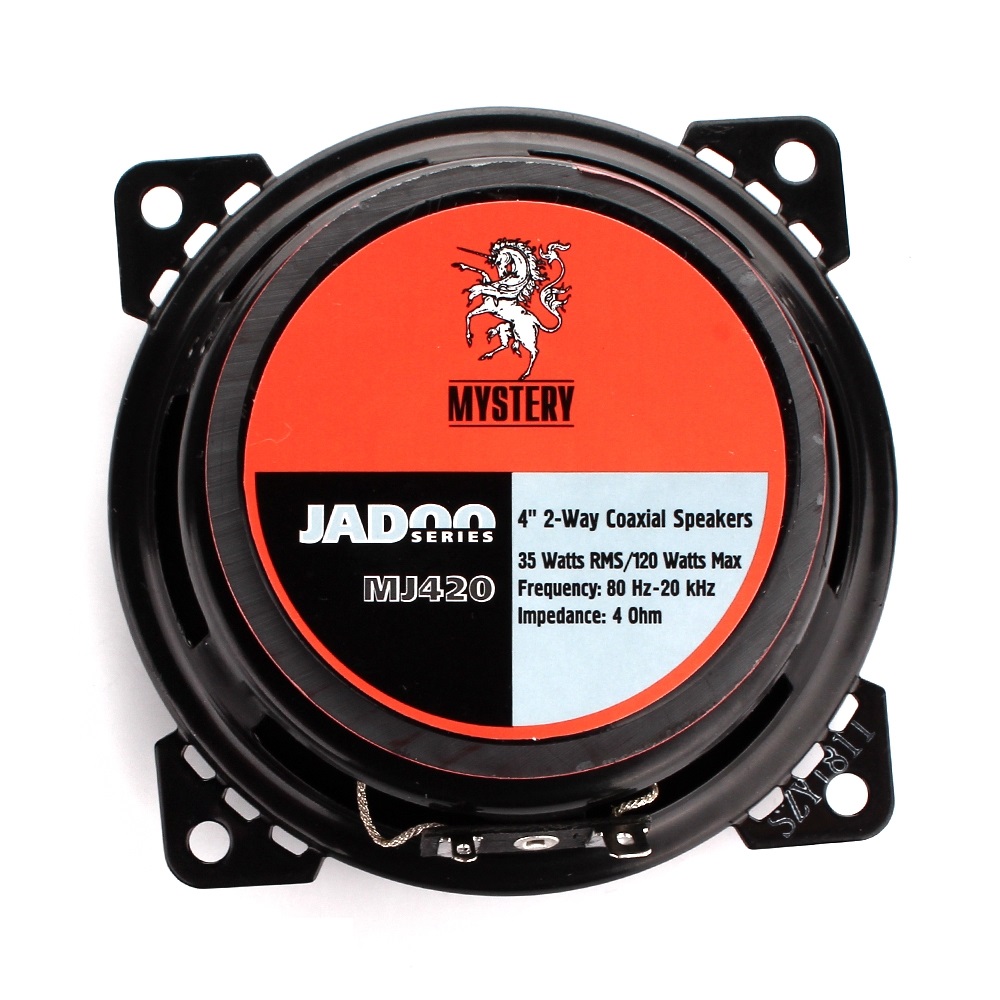 MYSTERY
JADOO
SERIES
MJ420
4" 2-Way Coaxial Speakers
35 Watts RMS/120 Watts Max
Frequency: 80 Hz-20 kHz
Impedance: 4 Ohm